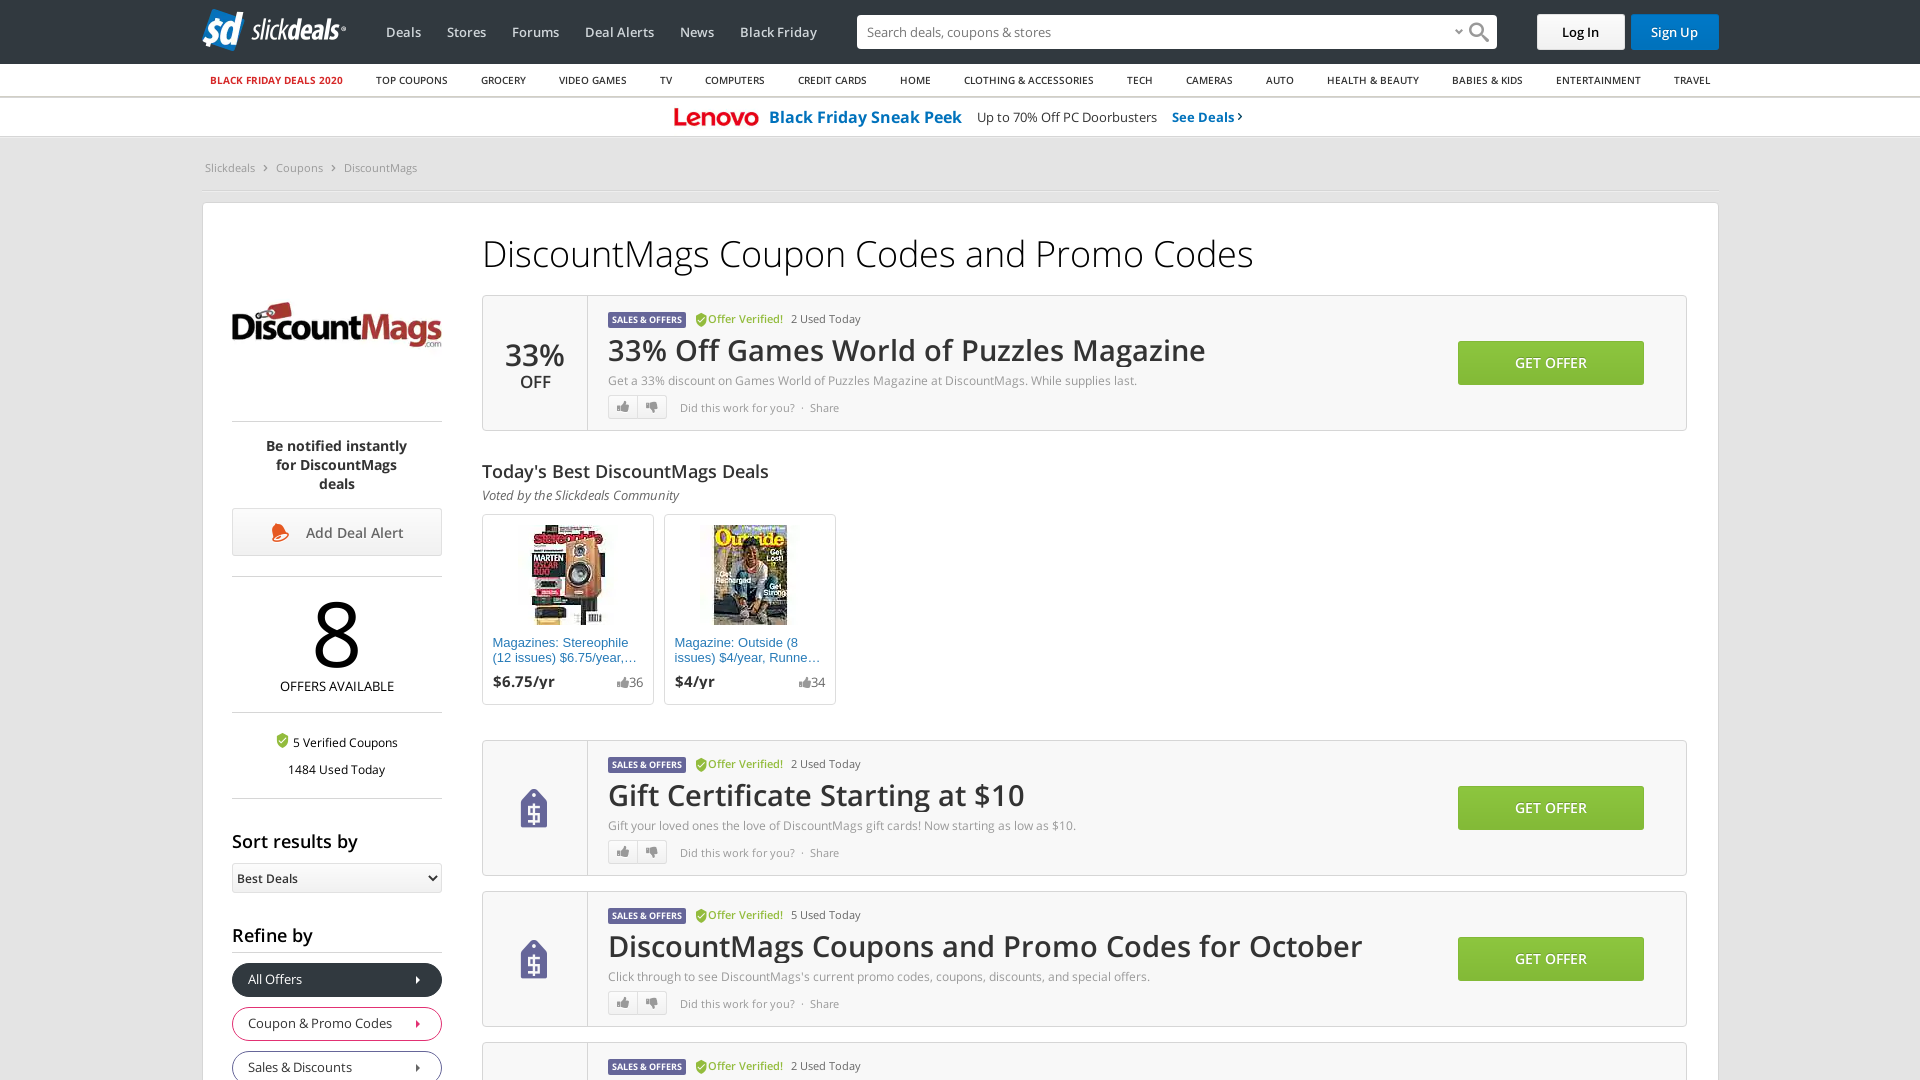 slickdeals
Deals
Stores
Forums
Deal Alerts
News
Black Friday
Search deals, coupons & stores
Log In
Sign Up
BLACK FRIDAY DEALS 2020
TOP COUPONS
GROCERY
VIDEO GAMES
TV
COMPUTERS
CREDIT CARDS
HOME
CLOTHING & ACCESSORIES
TECH
CAMERAS
AUTO
HEALTH & BEAUTY
BABIES & KIDS
ENTERTAINMENT
TRAVEL
Lenovo Black Friday Sneak Peek Up to 70% Off PC Doorbusters See Deals
Slickdeals > Coupons > DiscountMags
DiscountMags.com
Be notified instantly
for DiscountMags
deals
Add Deal Alert
8
OFFERS AVAILABLE
5 Verified Coupons
1484 Used Today
Sort results by
Best Deals
Refine by
All Offers
Coupon & Promo Codes
Sales & Discounts
DiscountMags Coupon Codes and Promo Codes
33%
OFF
SALES & OFFERS Offer Verified! 2 Used Today
33% Off Games World of Puzzles Magazine
Get a 33% discount on Games World of Puzzles Magazine at DiscountMags. While supplies last.
Did this work for you? · Share
GET OFFER
Today's Best DiscountMags Deals
Voted by the Slickdeals Community
stereophile
MARTEN
OSCAR
DUO
Magazines: Stereophile
(12 issues) $6.75/year,...
$6.75/yr
36
Outside
Get
Lost!
Get
Recharged
Get
Strong
Magazine: Outside (8
issues) $4/year, Runne...
$4/yr
34
SALES & OFFERS Offer Verified! 2 Used Today
Gift Certificate Starting at $10
Gift your loved ones the love of DiscountMags gift cards! Now starting as low as $10.
Did this work for you? · Share
GET OFFER
SALES & OFFERS Offer Verified! 5 Used Today
DiscountMags Coupons and Promo Codes for October
Click through to see DiscountMags's current promo codes, coupons, discounts, and special offers.
Did this work for you? · Share
GET OFFER
SALES & OFFERS Offer Verified! 2 Used Today